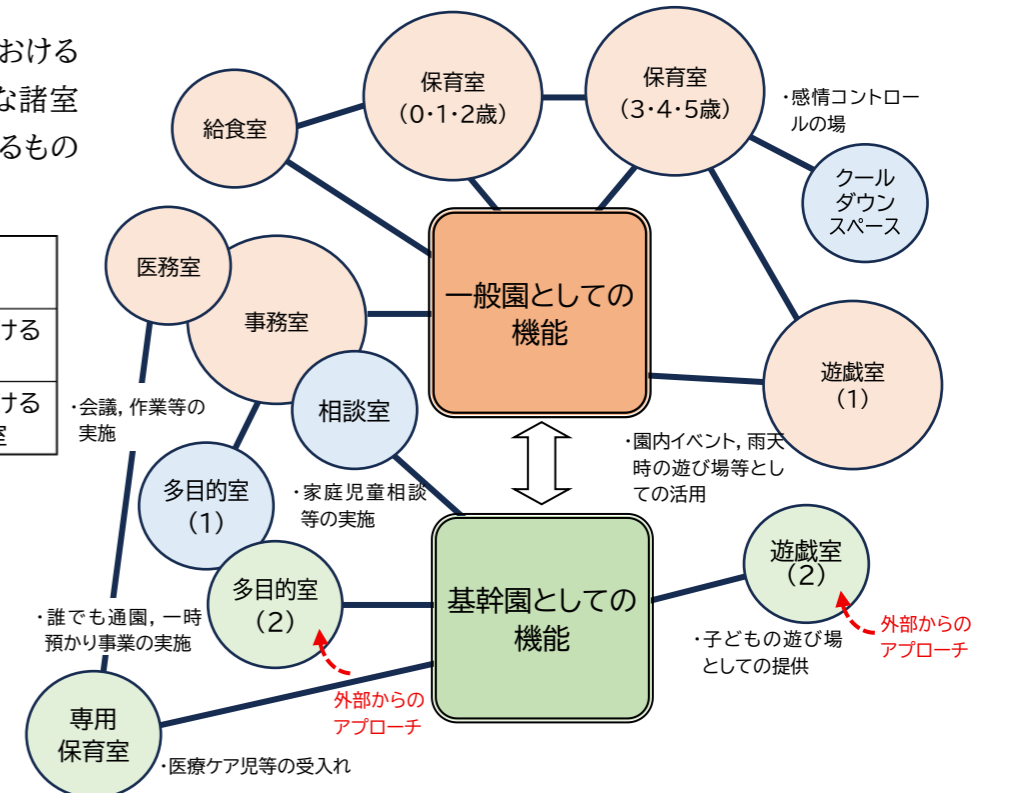 おける
な諸室
るもの
ける
ける
室
保育室
（0･1･2歳）
保育室
（3･4･5歳）
・感情コントロー
ルの場
給食室
クール
ダウン
スペース
医務室
事務室
一般園としての
機能
遊戯室
（1）
相談室
・会議，作業等の
実施
・園内イベント，雨天
時の遊び場等とし
ての活用
多目的室
（1）
・家庭児童相談
等の実施
多目的室
（2）
基幹園としての
機能
遊戯室
（2）
・誰でも通園，一時
預かり事業の実施
・子どもの遊び場
としての提供
外部からの
アプローチ
外部からの
アプローチ
専用
保育室
・医療ケア児等の受入れ